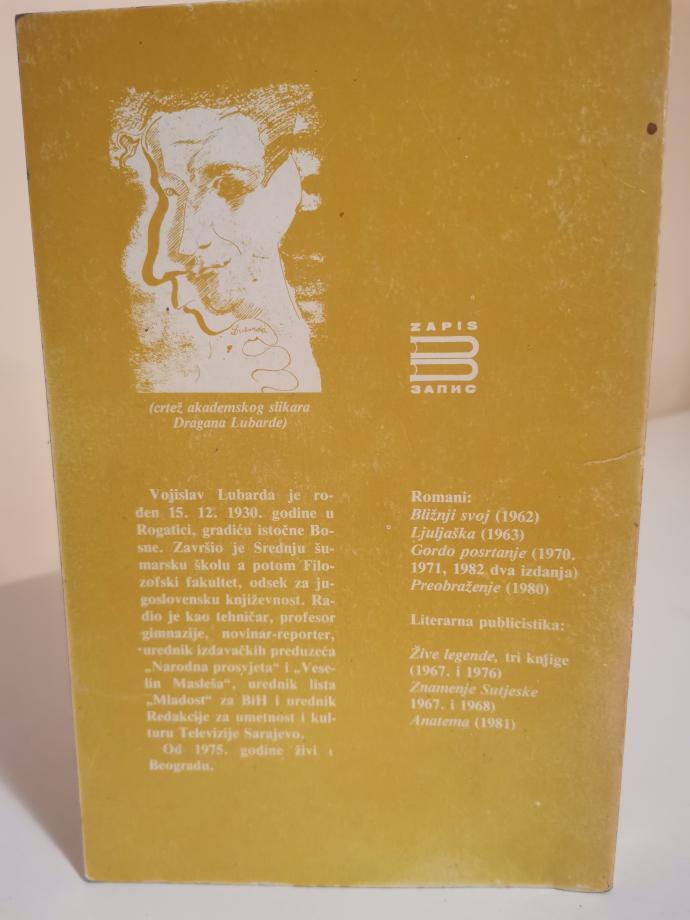 Lubarda
(crtež akademskog slikara
Dragana Lubarde)
ZAPIS
ЗАПИС
Vojislav Lubarda je ro-
đen 15. 12. 1930. godine u
Rogatici, gradiću istočne Bo-
sne. Završio je Srednju šu-
marsku školu a potom Filo-
zofski fakultet, odsek za ju-
goslovensku književnost. Ra-
dio je kao tehničar, profesor
gimnazije, novinar-reporter,
urednik izdavačkih preduzeća
„Narodna prosvjeta“ i „Vese-
lin Masleša“, urednik lista
„Mladost“ za BiH i urednik
Redakcije za umetnost i kul-
turu Televizije Sarajevo.
Od 1975. godine živi u
Beogradu.
Romani:
Bližnji svoj (1962)
Ljuljaška (1963)
Gordo posrtanje (1970.
1971, 1982 dva izdanja)
Preobraženje (1980)
Literarna publicistika:
Žive legende, tri knjige
(1967. i 1976)
Znamenje Sutjeske
1967. i 1968)
Anatema (1981)